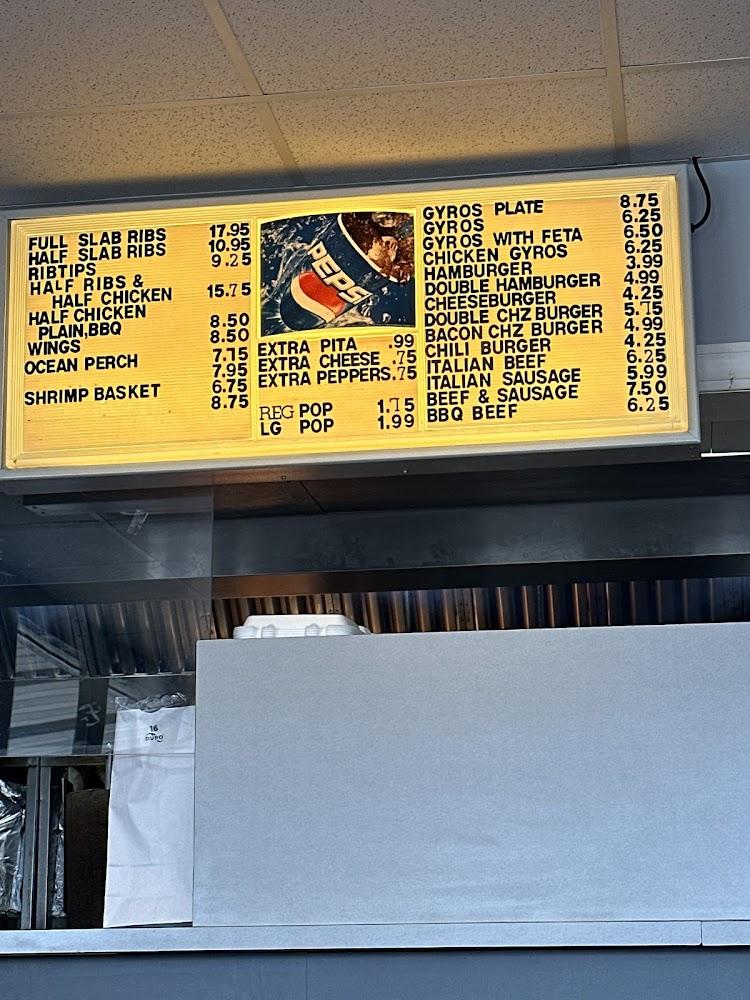 FULL SLAB RIBS 17.95
HALF SLAB RIBS 10.95
RIBTIPS 9.25
HALF RIBS &
HALF CHICKEN 15.75
HALF CHICKEN 8.50
PLAIN,BBQ 8.50
WINGS 7.15
OCEAN PERCH 7.95
6.75
SHRIMP BASKET 8.75
PEPSI
EXTRA PITA .99
EXTRA CHEESE .75
EXTRA PEPPERS .75
REG POP 1.75
LG POP 1.99
GYROS PLATE 8.75
GYROS 6.25
GYROS WITH FETA 6.50
CHICKEN GYROS 6.25
HAMBURGER 3.99
DOUBLE HAMBURGER 4.99
CHEESEBURGER 4.25
DOUBLE CHZ BURGER 5.75
BACON CHZ BURGER 4.99
CHILI BURGER 4.25
ITALIAN BEEF 6.25
ITALIAN SAUSAGE 5.99
BEEF & SAUSAGE 7.50
BBQ BEEF 6.25
16
DURO